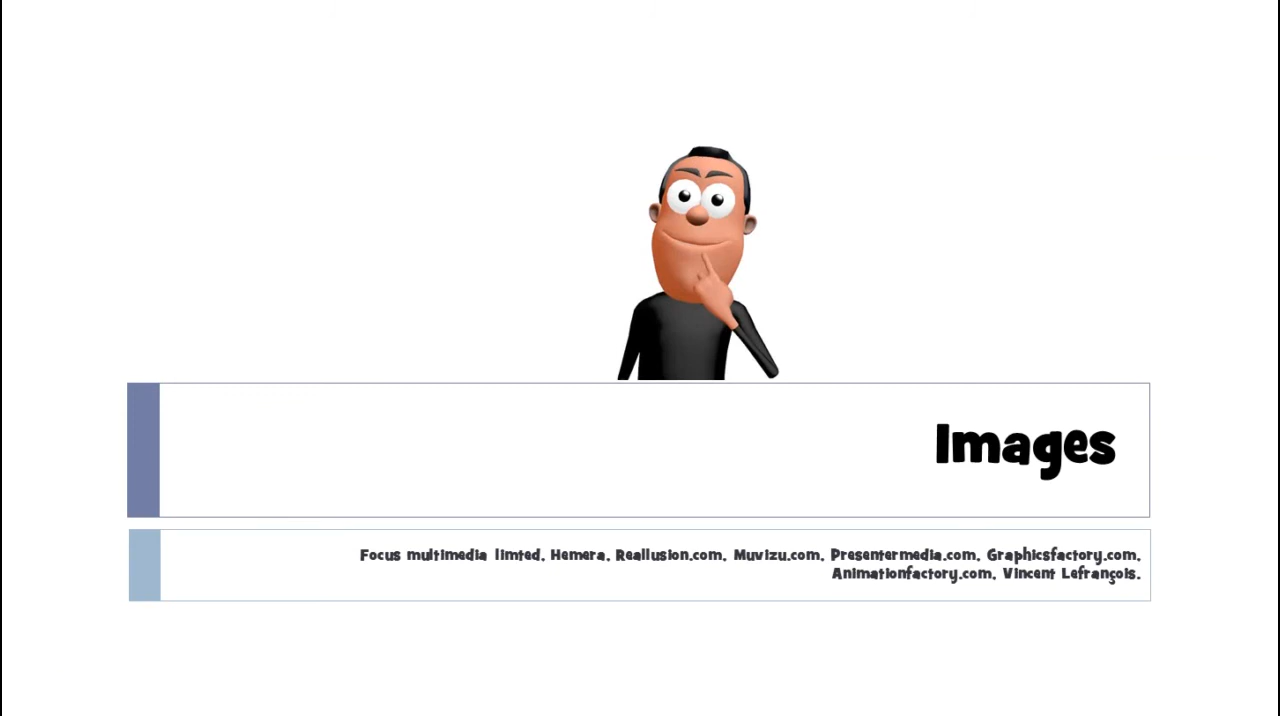 Images
Focus multimedia limted, Hemera, Reallusion.com, Muvizu.com, Presentermedia.com, Graphicsfactory.com,
Animationfactory.com, Vincent Lefrançois.